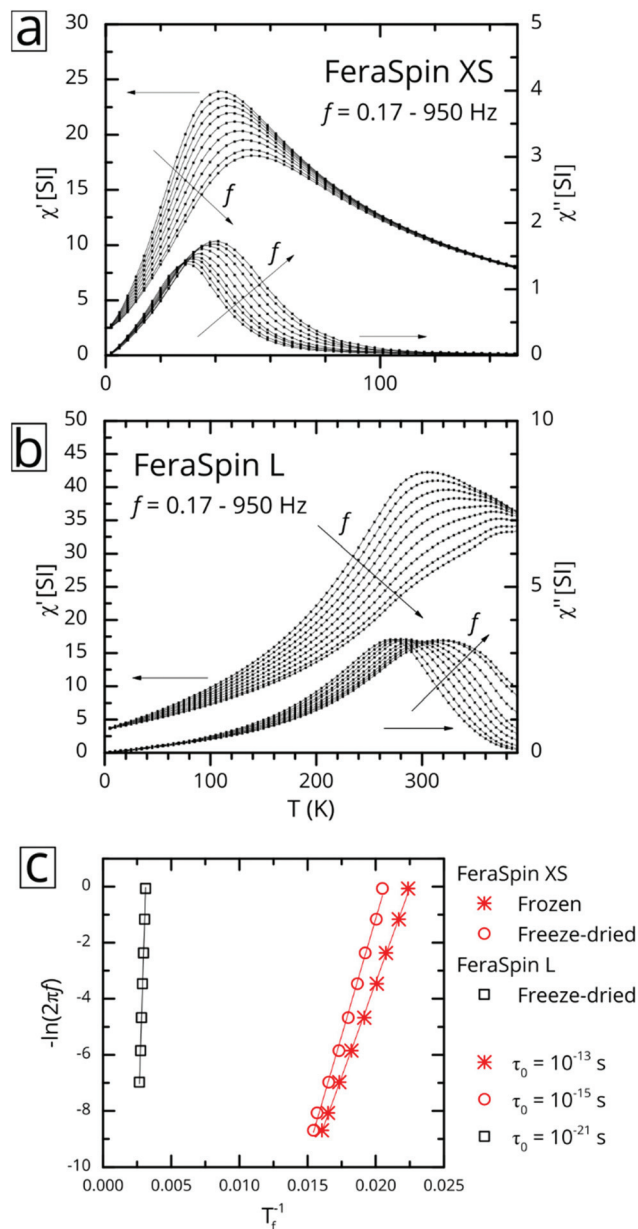 a
FeraSpin XS
f = 0.17 - 950 Hz
χ' [SI]
30
25
20
15
10
5
0
f
f
χ'' [SI]
5
4
3
2
1
0
0
100
b
FeraSpin L
f = 0.17 - 950 Hz
χ' [SI]
50
45
40
35
30
25
20
15
10
5
0
f
f
χ'' [SI]
10
5
0
0
100
200
300
T (K)
c
-ln(2πf)
0
-2
-4
-6
-8
-10
0.000
0.005
0.010
0.015
0.020
0.025
T_f^-1
FeraSpin XS
Frozen
Freeze-dried
FeraSpin L
Freeze-dried
τ₀ = 10⁻¹³ s
τ₀ = 10⁻¹⁵ s
τ₀ = 10⁻²¹ s